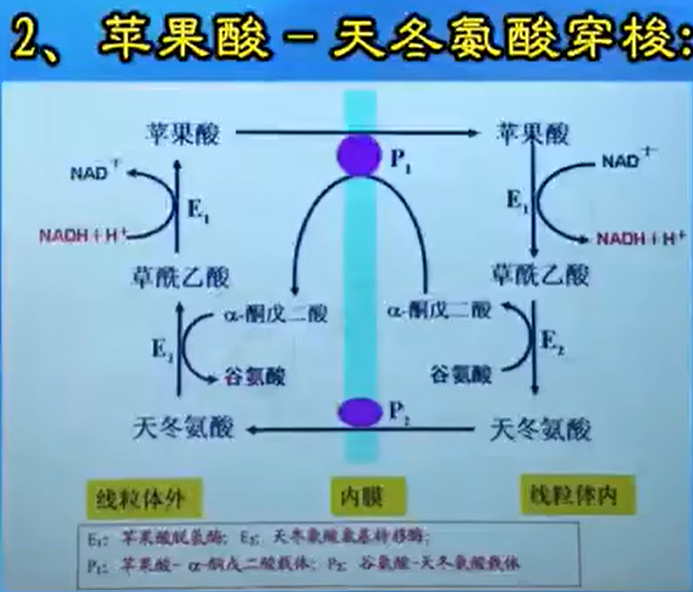 2、苹果酸－天冬氨酸穿梭:
苹果酸 苹果酸
P₁
NAD⁺ NAD⁺
E₁ E₁
NADH+H⁺ NADH+H⁺
草酰乙酸 草酰乙酸
α-酮戊二酸 α-酮戊二酸
E₂ E₂
谷氨酸 谷氨酸
P₂
天冬氨酸 天冬氨酸
线粒体外 内膜 线粒体内
E₁: 苹果酸脱氢酶; E₂: 天冬氨酸氨基转移酶;
P₁: 苹果酸- α-酮戊二酸载体; P₂: 谷氨酸-天冬氨酸载体